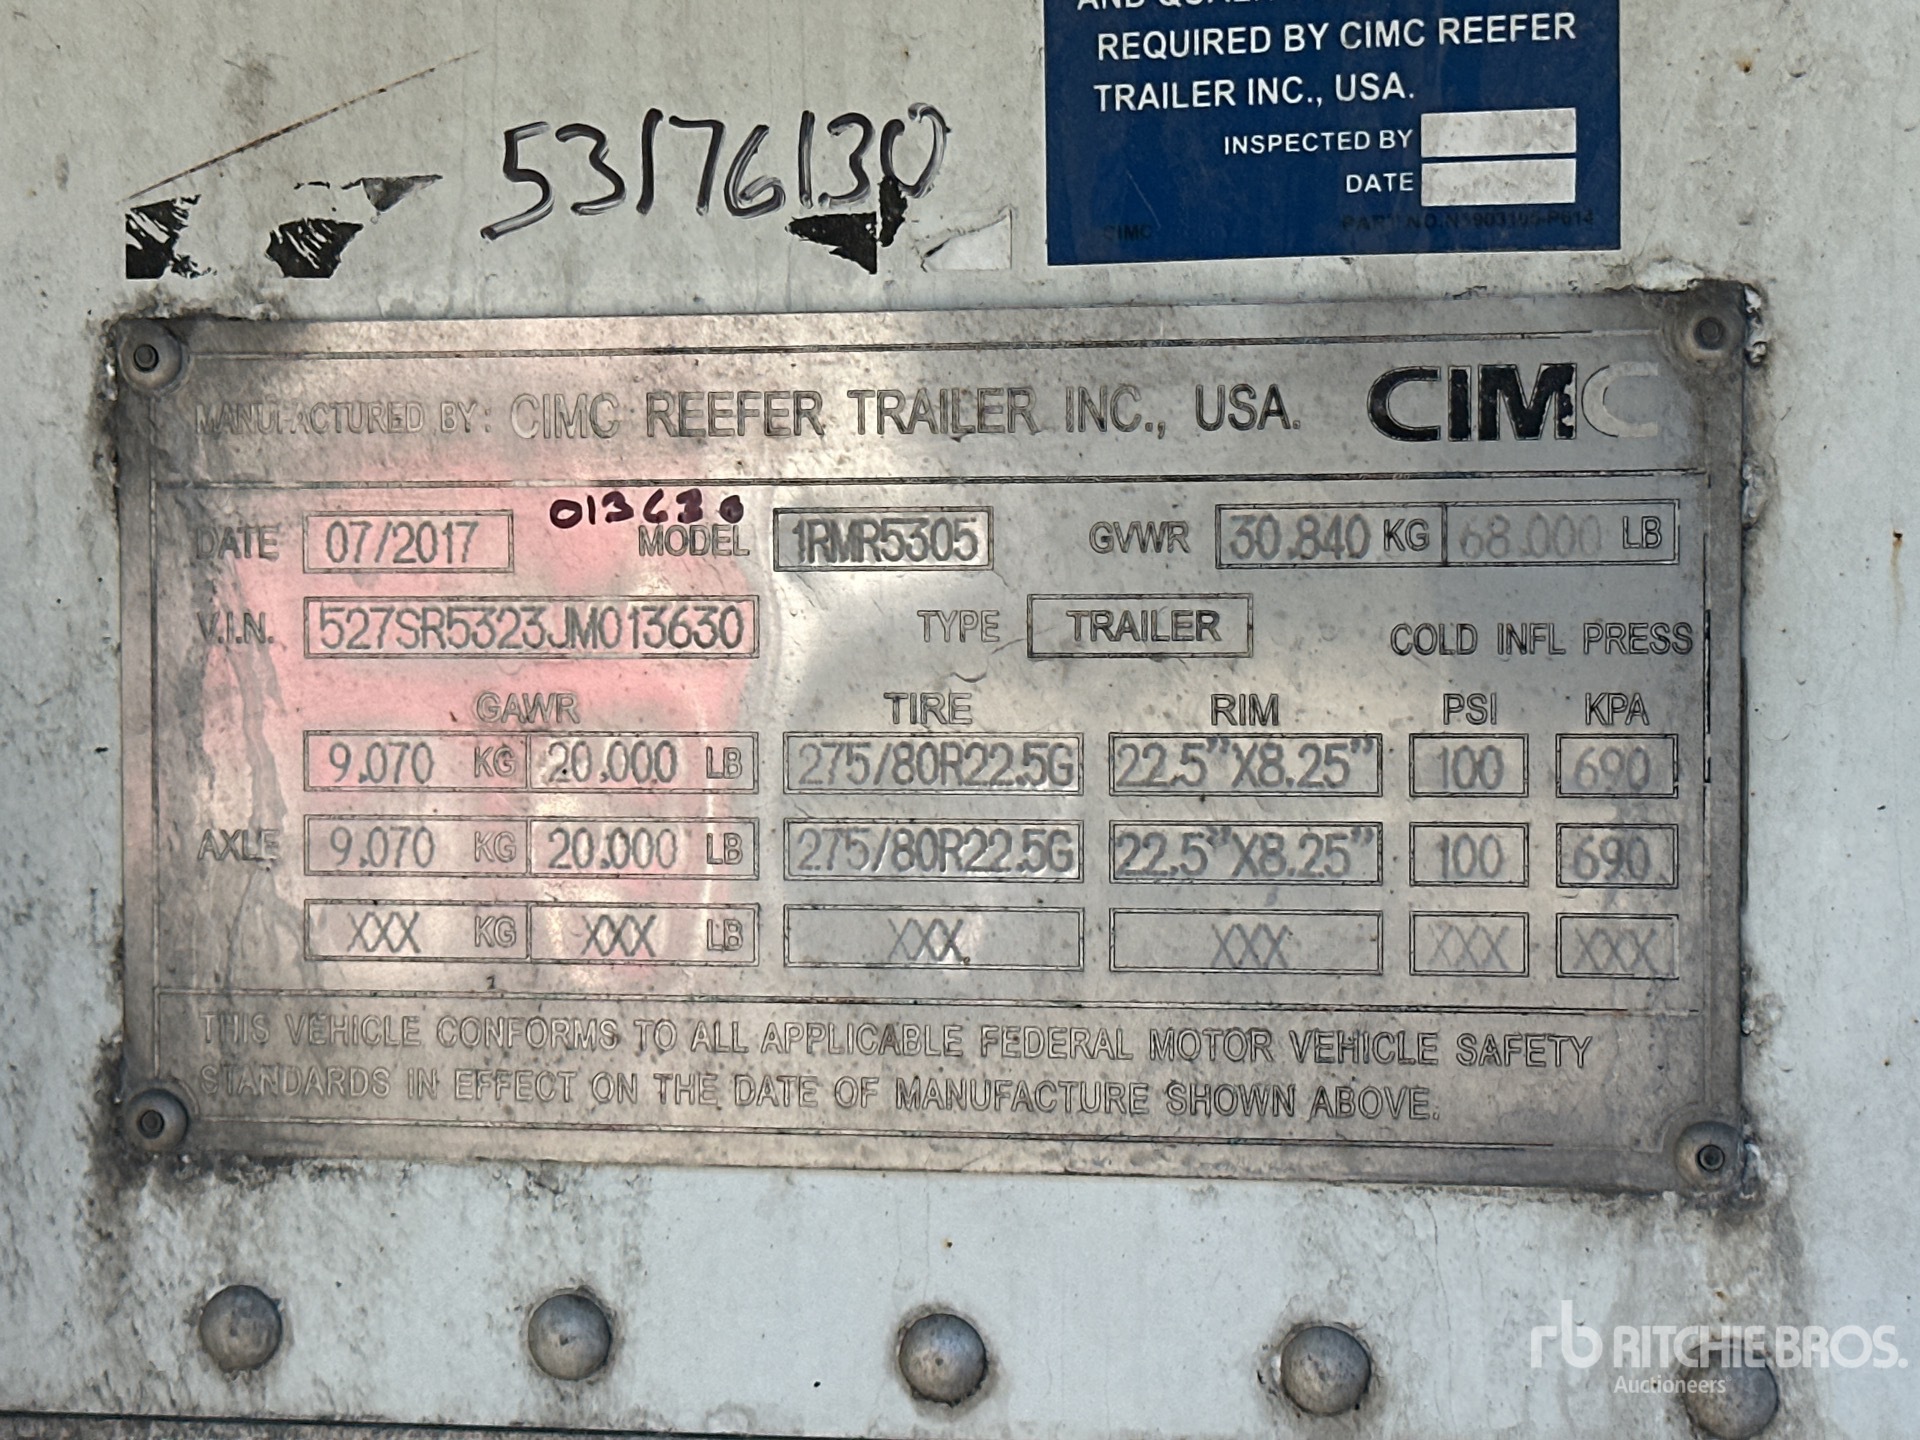 REQUIRED BY CIMC REEFER
TRAILER INC., USA.
INSPECTED BY
DATE
CIMC
53176130
MANUFACTURED BY: CIMC REEFER TRAILER INC., USA. CIMC
013630
DATE 07/2017 MODEL 1RMR5305 GVWR 30.840 KG 68.000 LB
V.I.N. 527SR5323JM013630 TYPE TRAILER COLD INFL PRESS
GAWR TIRE RIM PSI KPA
9.070 KG 20.000 LB 275/80R22.5G 22.5"X8.25" 100 690
AXLE 9.070 KG 20.000 LB 275/80R22.5G 22.5"X8.25" 100 690
XXX KG XXX LB XXX XXX XXX XXX
THIS VEHICLE CONFORMS TO ALL APPLICABLE FEDERAL MOTOR VEHICLE SAFETY
STANDARDS IN EFFECT ON THE DATE OF MANUFACTURE SHOWN ABOVE.
rb RITCHIE BROS.
Auctioneers